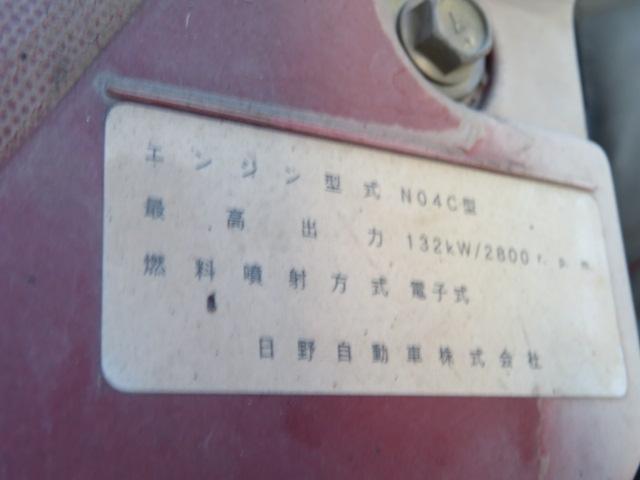 エンジン型式 N04C型
最高出力 132kW/2800r.p.m
燃料噴射方式 電子式
日野自動車株式会社